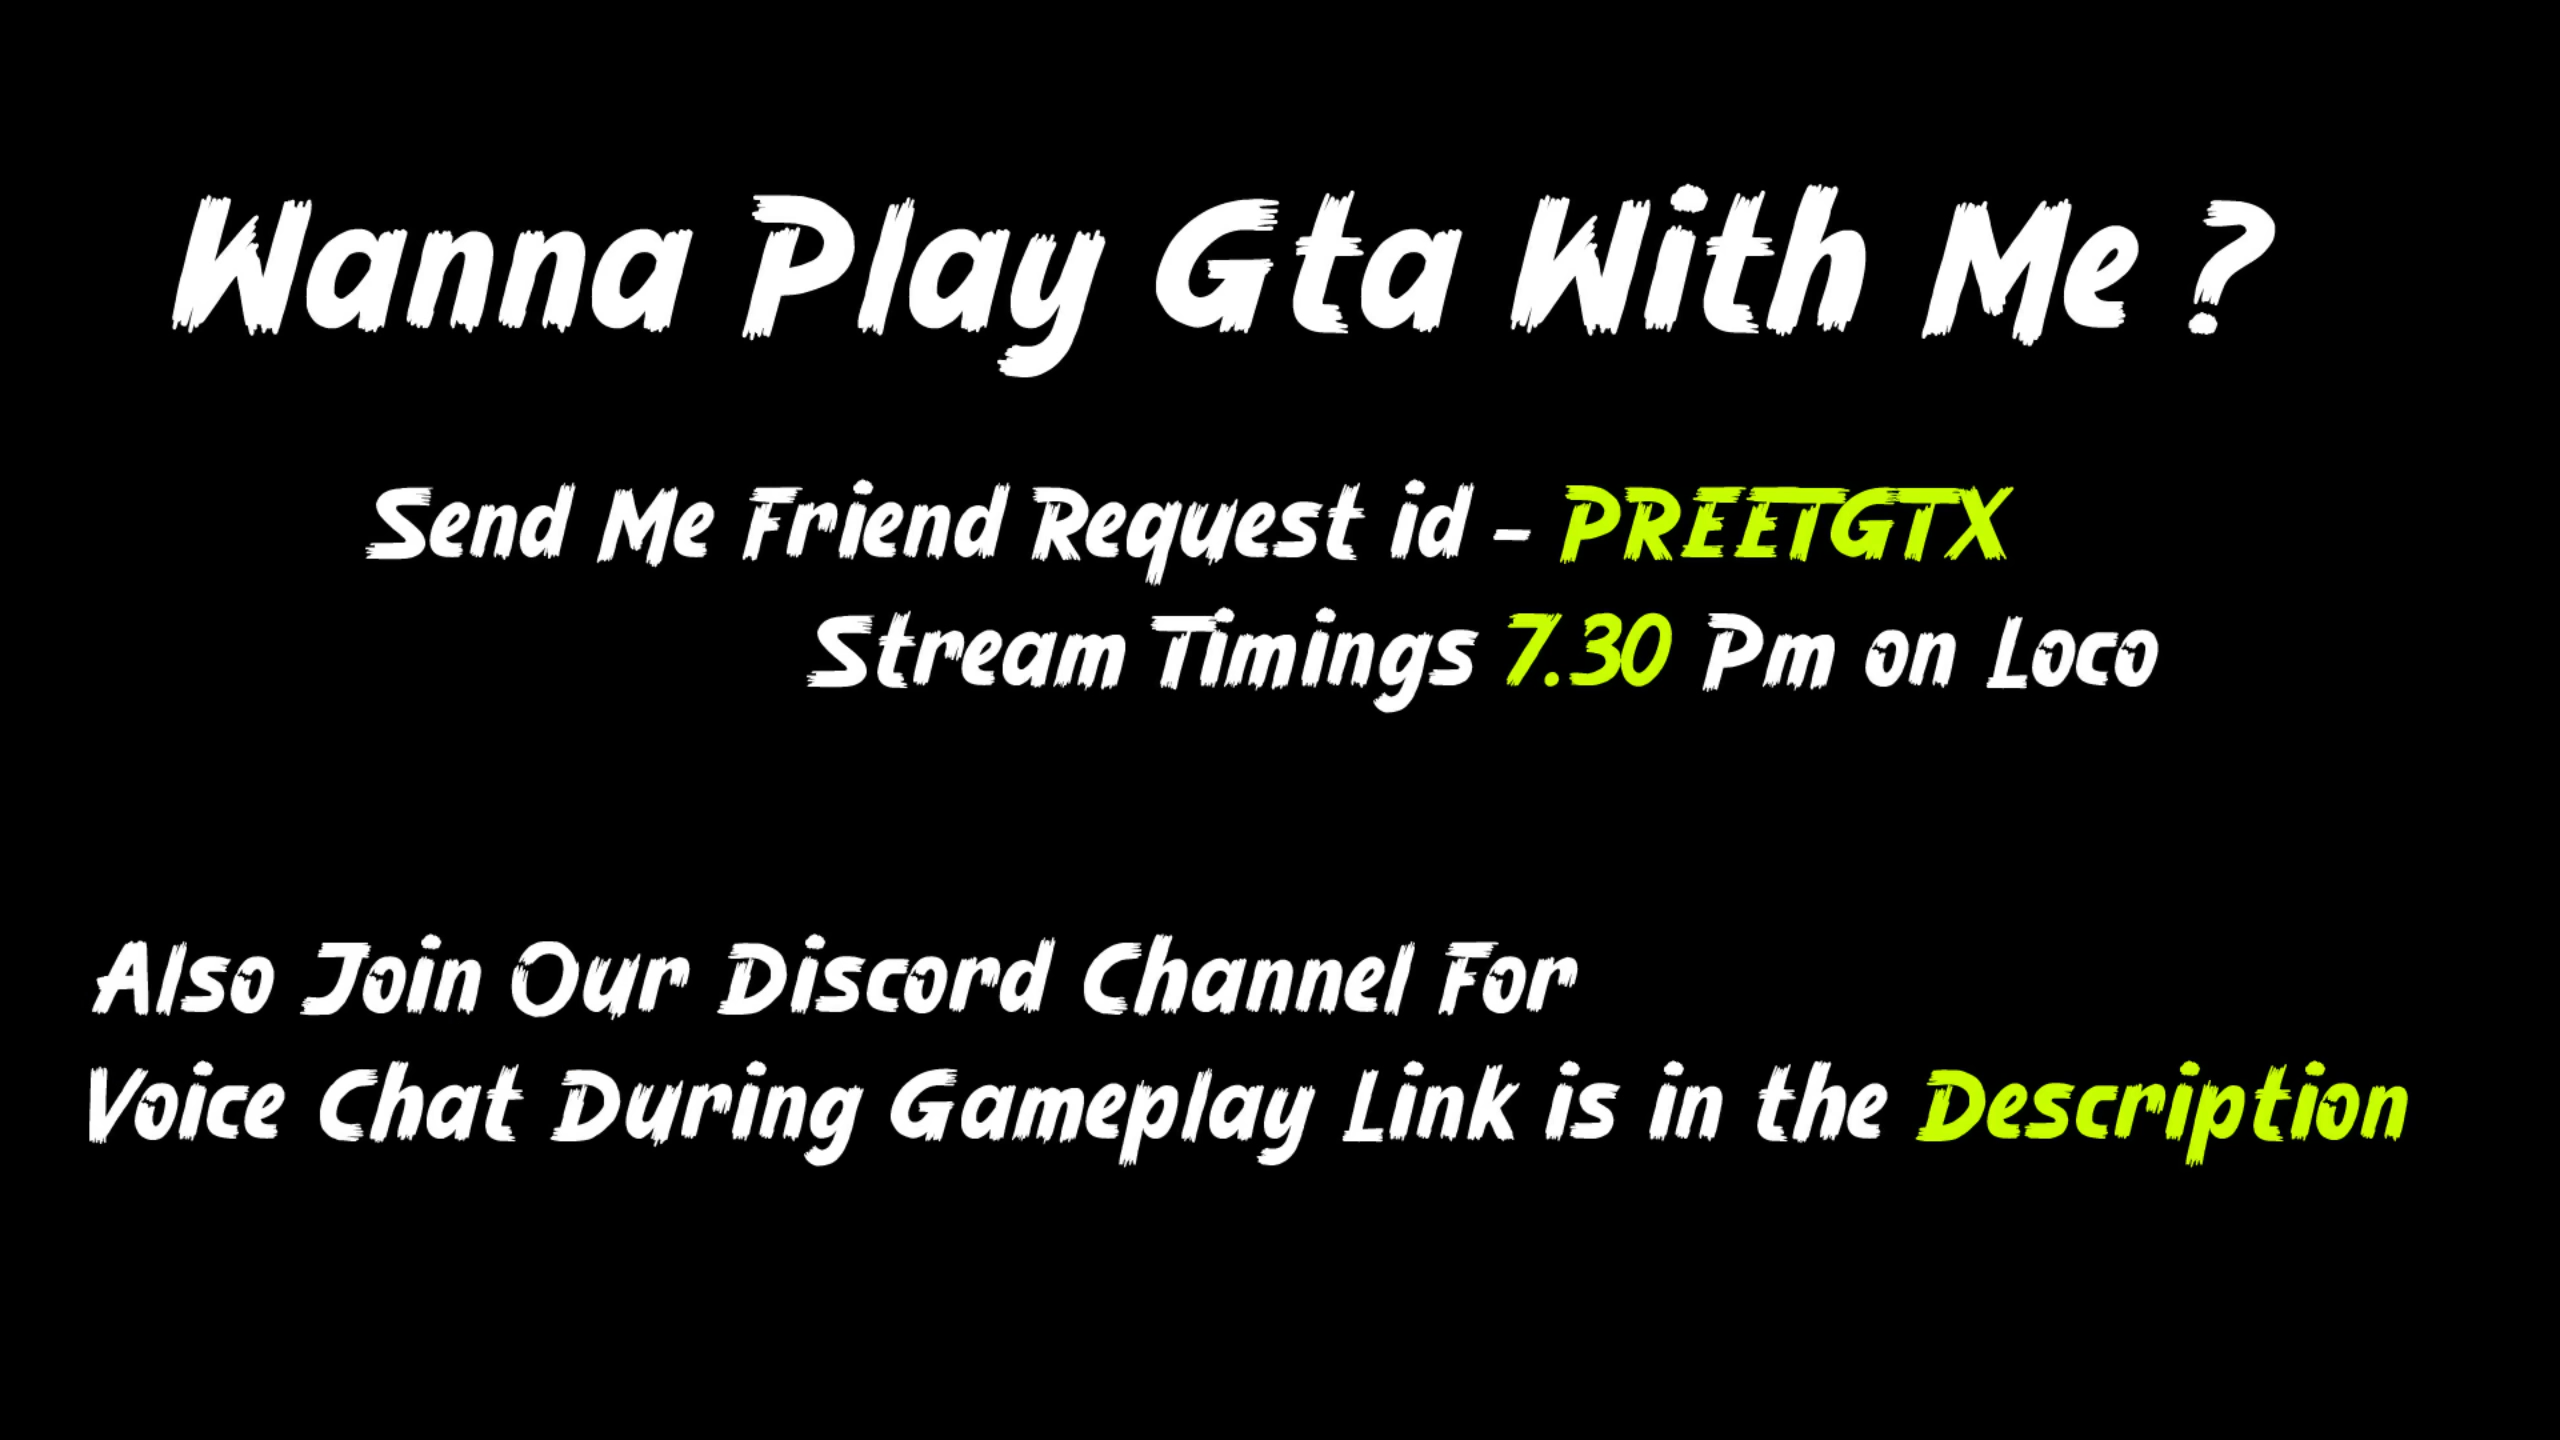 Wanna Play Gta With Me ?
Send Me Friend Request id - PREETGTX
Stream Timings 7.30 Pm on Loco
Also Join Our Discord Channel For
Voice Chat During Gameplay Link is in the Description